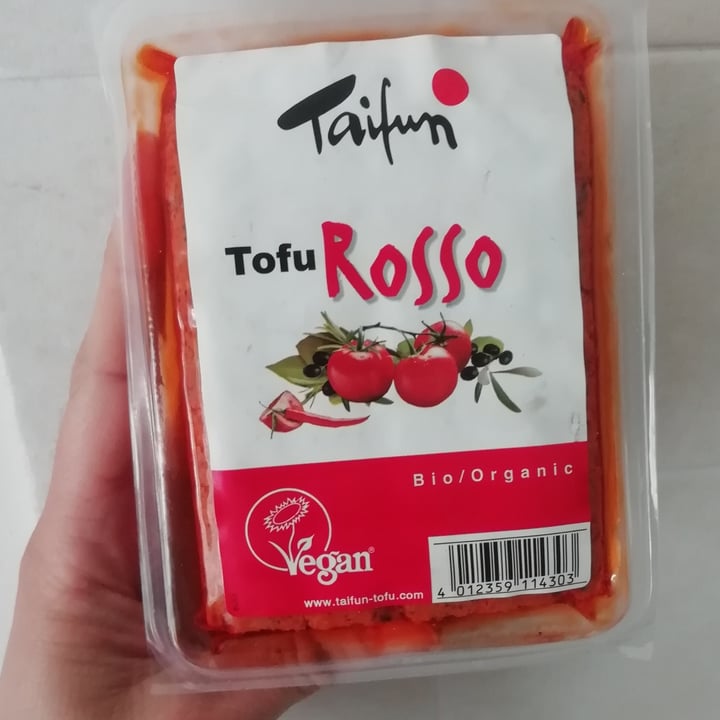 Taifun
Tofu Rosso
Bio/Organic
Vegan®
www.taifun-tofu.com
4 012359 114303